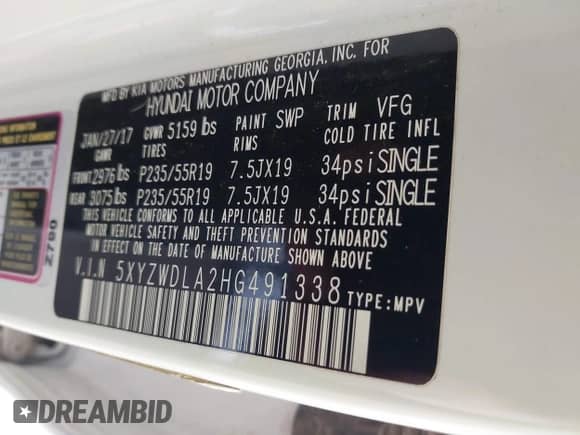 MFD BY KIA MOTORS MANUFACTURING GEORGIA, INC. FOR
HYUNDAI MOTOR COMPANY
JAN/27/17 GVWR 5159 lbs PAINT SWP TRIM VFG
GAWR TIRES RIMS COLD TIRE INFL
FRONT 2976 lbs P235/55R19 7.5JX19 34psi SINGLE
REAR 3075 lbs P235/55R19 7.5JX19 34psi SINGLE
THIS VEHICLE CONFORMS TO ALL APPLICABLE U.S.A. FEDERAL
MOTOR VEHICLE SAFETY AND THEFT PREVENTION STANDARDS
IN EFFECT ON THE DATE OF MANUFACTURE SHOWN ABOVE.
V.I.N 5XYZWDLA2HG491338 TYPE:MPV
Z700
DREAMBID